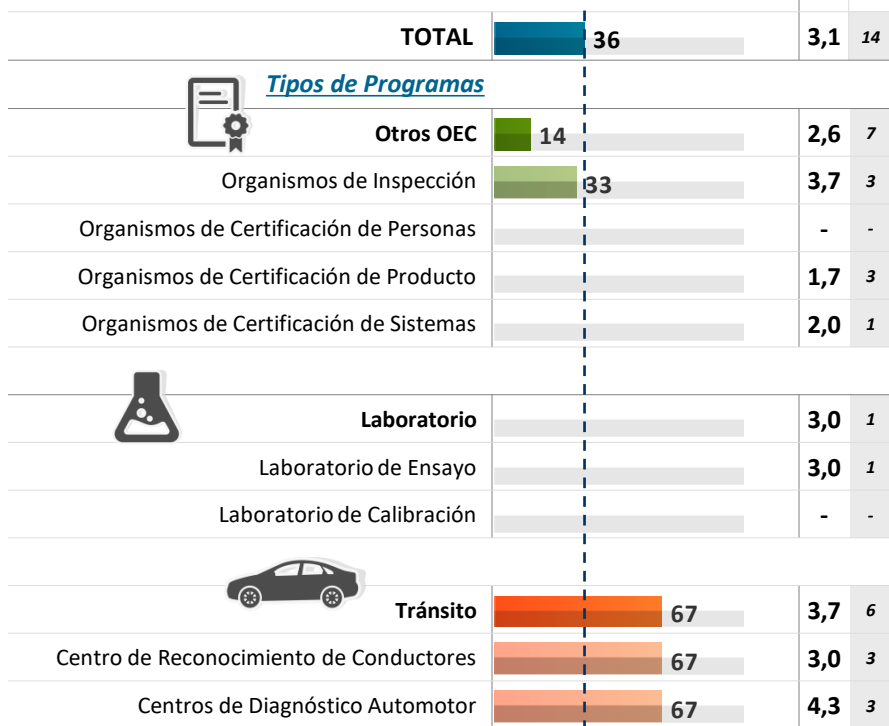 TOTAL 36 3,1 14
Tipos de Programas
Otros OEC 14 2,6 7
Organismos de Inspección 33 3,7 3
Organismos de Certificación de Personas - -
Organismos de Certificación de Producto 1,7 3
Organismos de Certificación de Sistemas 2,0 1
Laboratorio 3,0 1
Laboratorio de Ensayo 3,0 1
Laboratorio de Calibración - -
Tránsito 67 3,7 6
Centro de Reconocimiento de Conductores 67 3,0 3
Centros de Diagnóstico Automotor 67 4,3 3